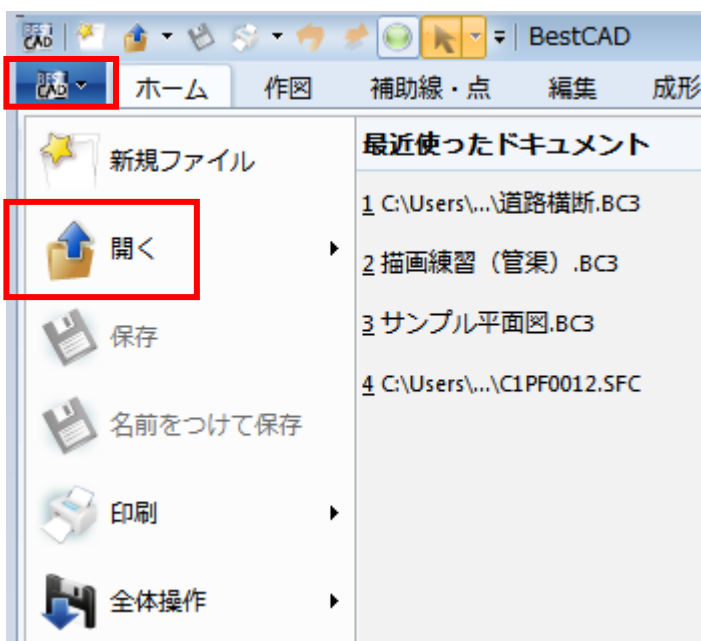 BestCAD
ホーム 作図 補助線・点 編集 成形
新規ファイル
開く
保存
名前をつけて保存
印刷
全体操作
最近使ったドキュメント
1 C:\Users\...\道路横断.BC3
2 描画練習（管渠）.BC3
3 サンプル平面図.BC3
4 C:\Users\...\C1PF0012.SFC